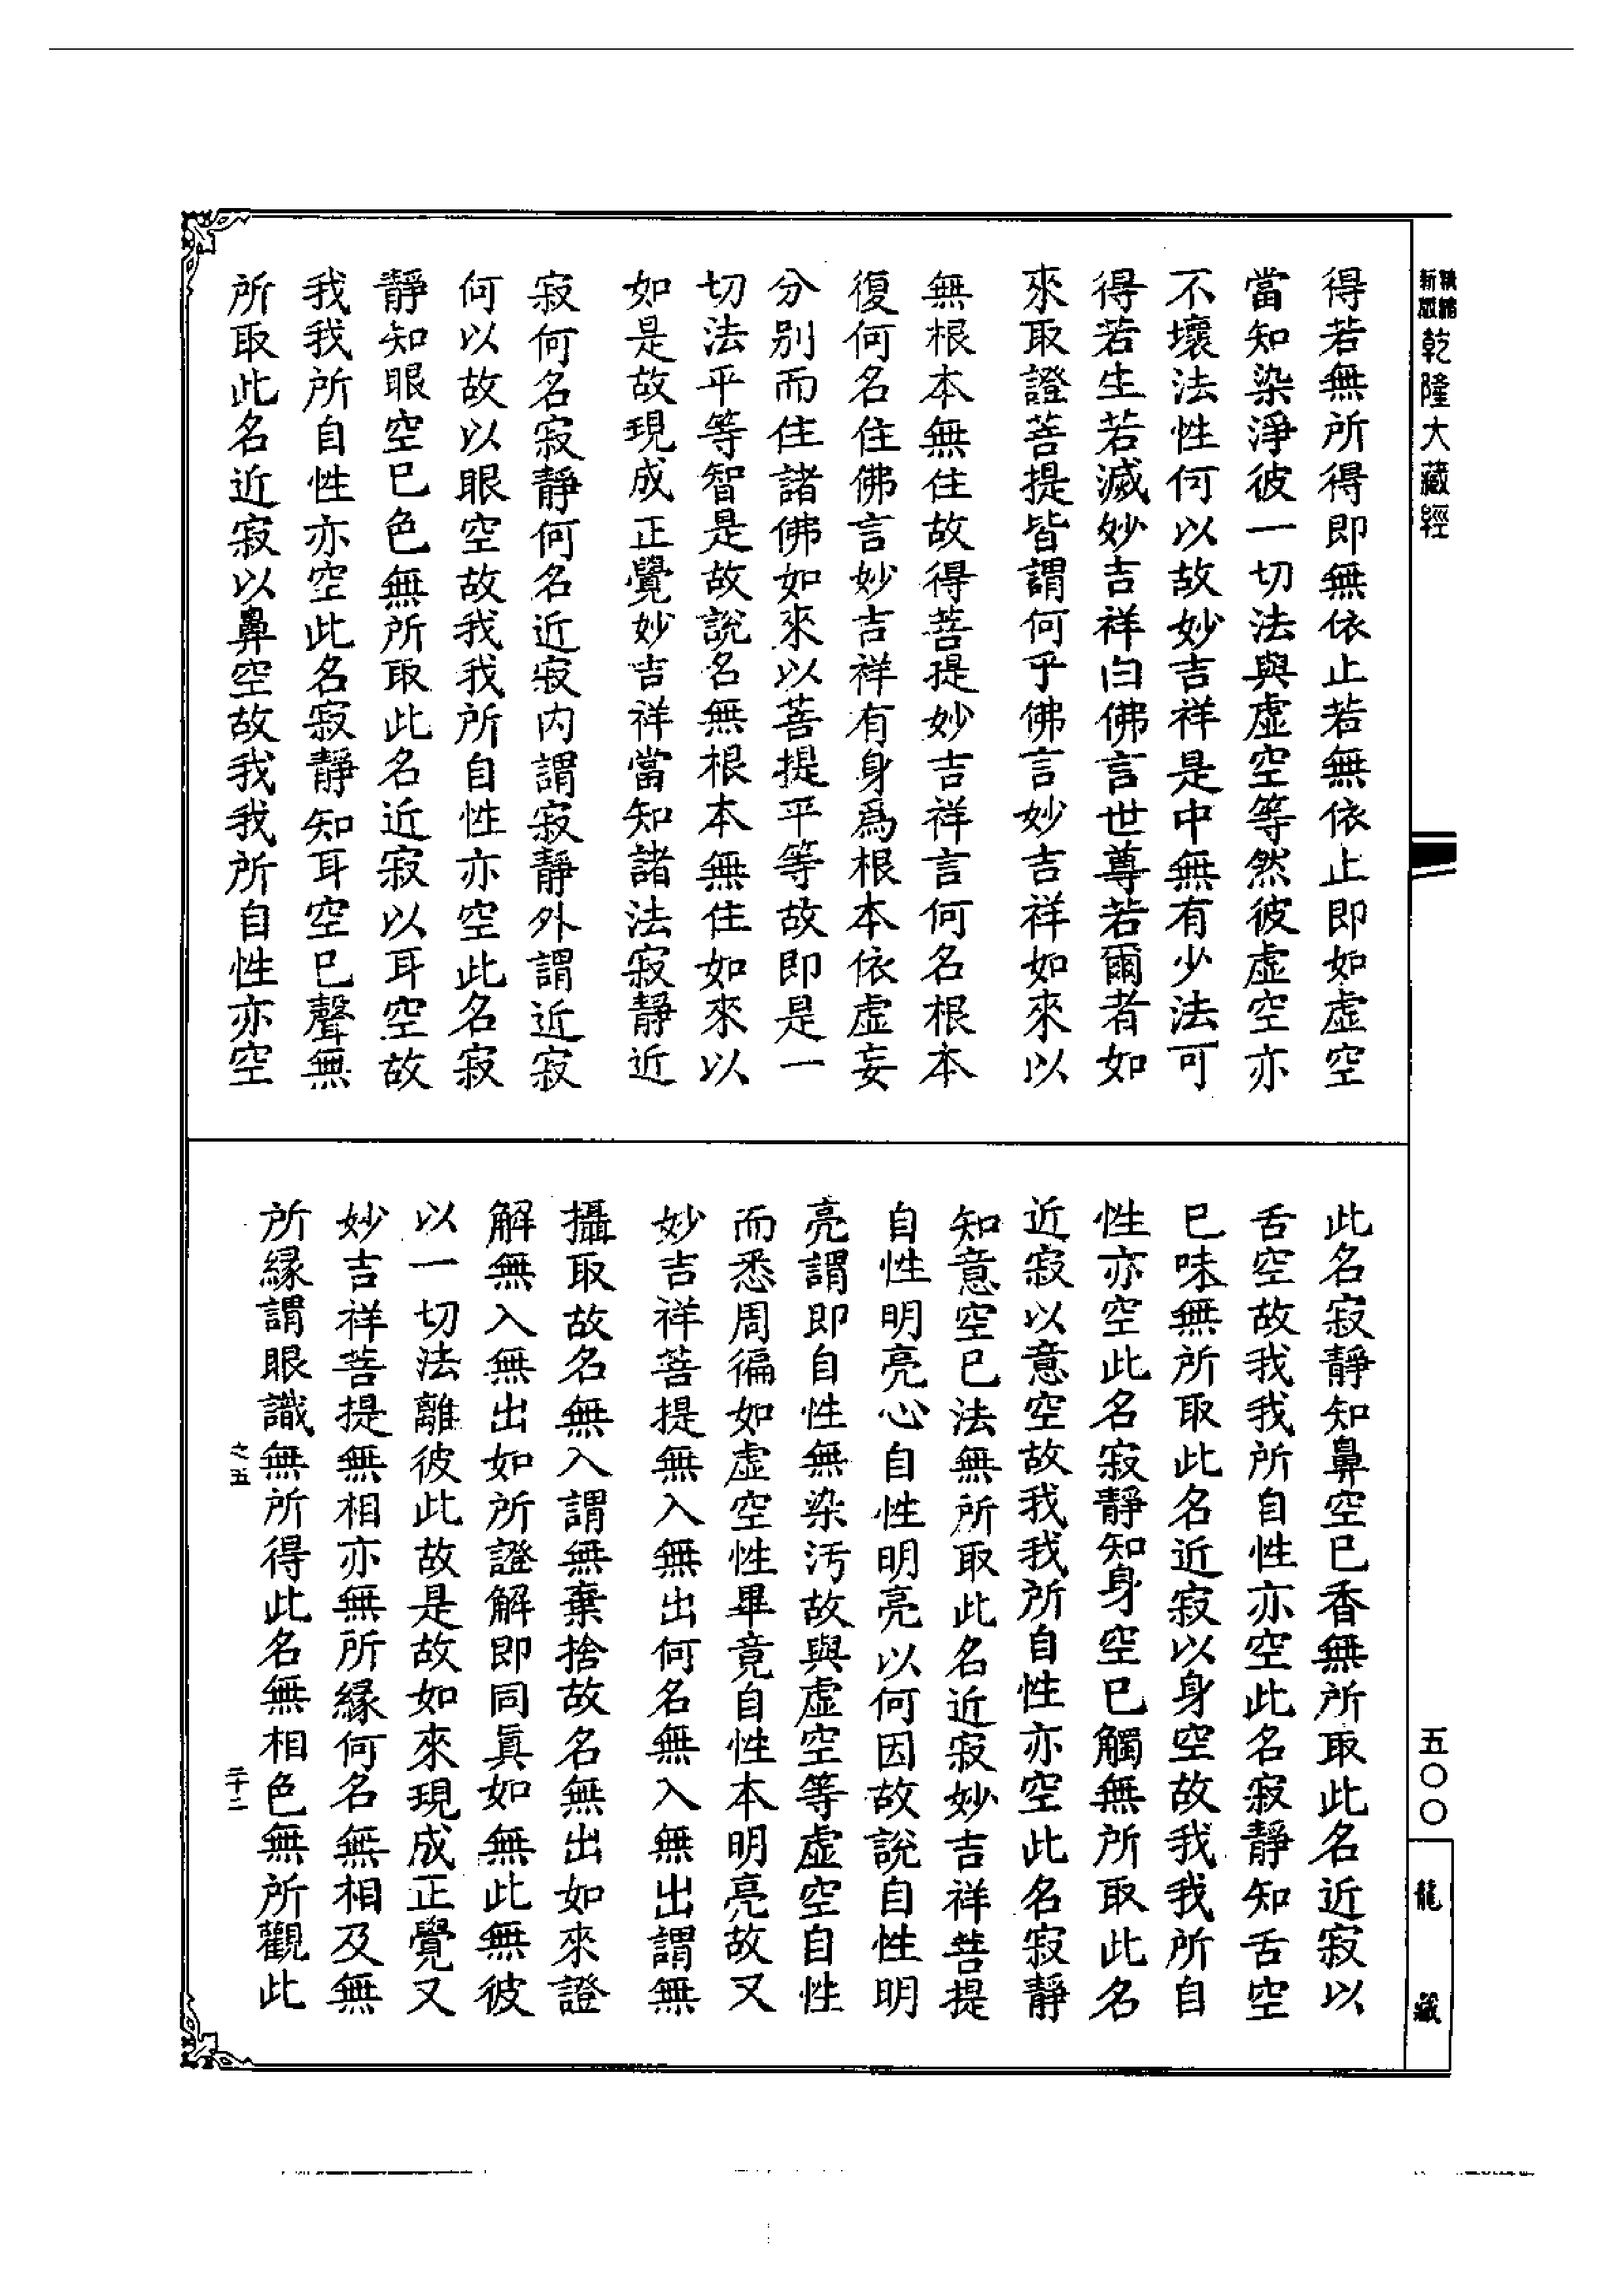 新縮
版縮
乾隆大藏經
得若無所得即無依止若無依止即如虛空
當知染淨彼一切法與虛空等然彼虛空亦
不壞法性何以故妙吉祥是中無有少法可
得若生若滅妙吉祥白佛言世尊若爾者如
來取證菩提皆謂何乎佛言妙吉祥如來以
無根本無住故得菩提妙吉祥言何名根本
復何名住佛言妙吉祥有身爲根本依虛妄
分別而住諸佛如來以菩提平等故即是一
切法平等智是故說名無根本無住如來以
如是故現成正覺妙吉祥當知諸法寂靜近
寂何名寂靜何名近寂內謂寂靜外謂近寂
何以故以眼空故我我所自性亦空此名寂
靜知眼空已色無所取此名近寂以耳空故
我我所自性亦空此名寂靜知耳空已聲無
所取此名近寂以鼻空故我我所自性亦空
此名寂靜知鼻空已香無所取此名近寂以
舌空故我我所自性亦空此名寂靜知舌空
已味無所取此名近寂以身空故我我所自
性亦空此名寂靜知身空已觸無所取此名
近寂以意空故我我所自性亦空此名寂靜
知意空已法無所取此名近寂妙吉祥菩提
自性明亮心自性明亮以何因故說自性明
亮謂即自性無染污故與虛空等虛空自性
而悉周徧如虛空性畢竟自性本明亮故又
妙吉祥菩提無入無出何名無入無出謂無
攝取故名無入謂無棄捨故名無出如來證
解無入無出如所證解即同眞如無此無彼
以一切法離彼此故是故如來現成正覺又
妙吉祥菩提無相亦無所緣何名無相及無
所緣謂眼識無所得此名無相色無所觀此
之五
二十二
五〇〇
龍藏